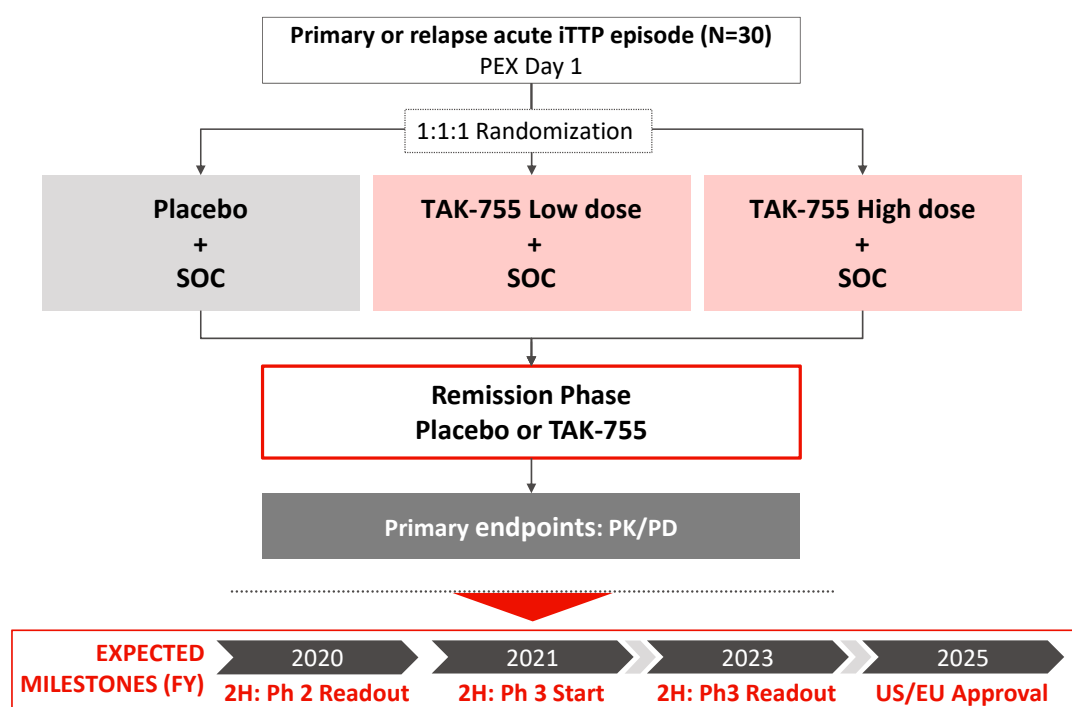 Primary or relapse acute iTTP episode (N=30)
PEX Day 1
1:1:1 Randomization
Placebo
+
SOC
TAK-755 Low dose
+
SOC
TAK-755 High dose
+
SOC
Remission Phase
Placebo or TAK-755
Primary endpoints: PK/PD
EXPECTED
MILESTONES (FY)
2020
2H: Ph 2 Readout
2021
2H: Ph 3 Start
2023
2H: Ph3 Readout
2025
US/EU Approval